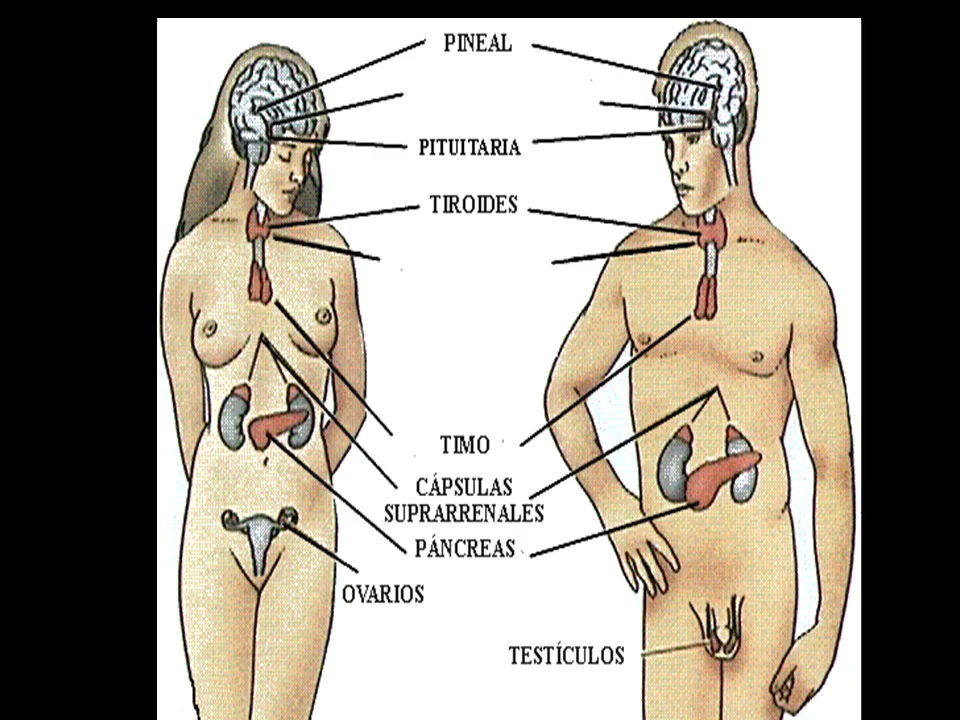 PINEAL
PITUITARIA
TIROIDES
TIMO
CÁPSULAS
SUPRARRENALES
PÁNCREAS
OVARIOS
TESTÍCULOS